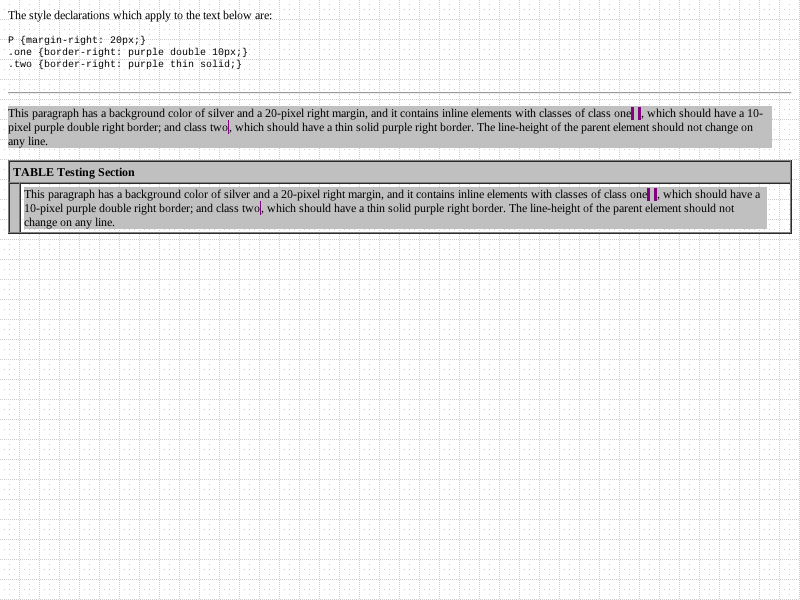 The style declarations which apply to the text below are:
P {margin-right: 20px;}
.one {border-right: purple double 10px;}
.two {border-right: purple thin solid;}
This paragraph has a background color of silver and a 20-pixel right margin, and it contains inline elements with classes of class one, which should have a 10-
pixel purple double right border; and class two, which should have a thin solid purple right border. The line-height of the parent element should not change on
any line.
TABLE Testing Section
This paragraph has a background color of silver and a 20-pixel right margin, and it contains inline elements with classes of class one, which should have a
10-pixel purple double right border; and class two, which should have a thin solid purple right border. The line-height of the parent element should not
change on any line.